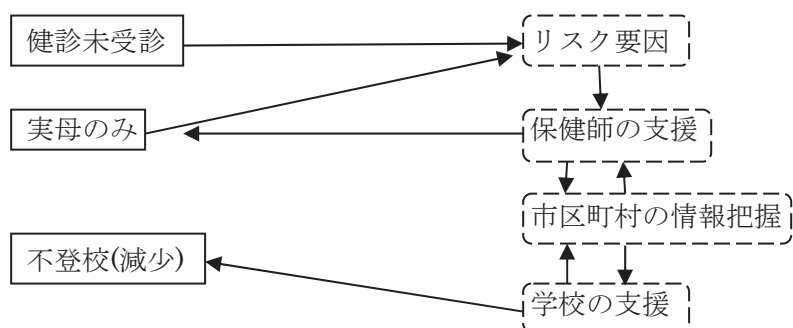 健診未受診
リスク要因
実母のみ
保健師の支援
市区町村の情報把握
不登校(減少)
学校の支援